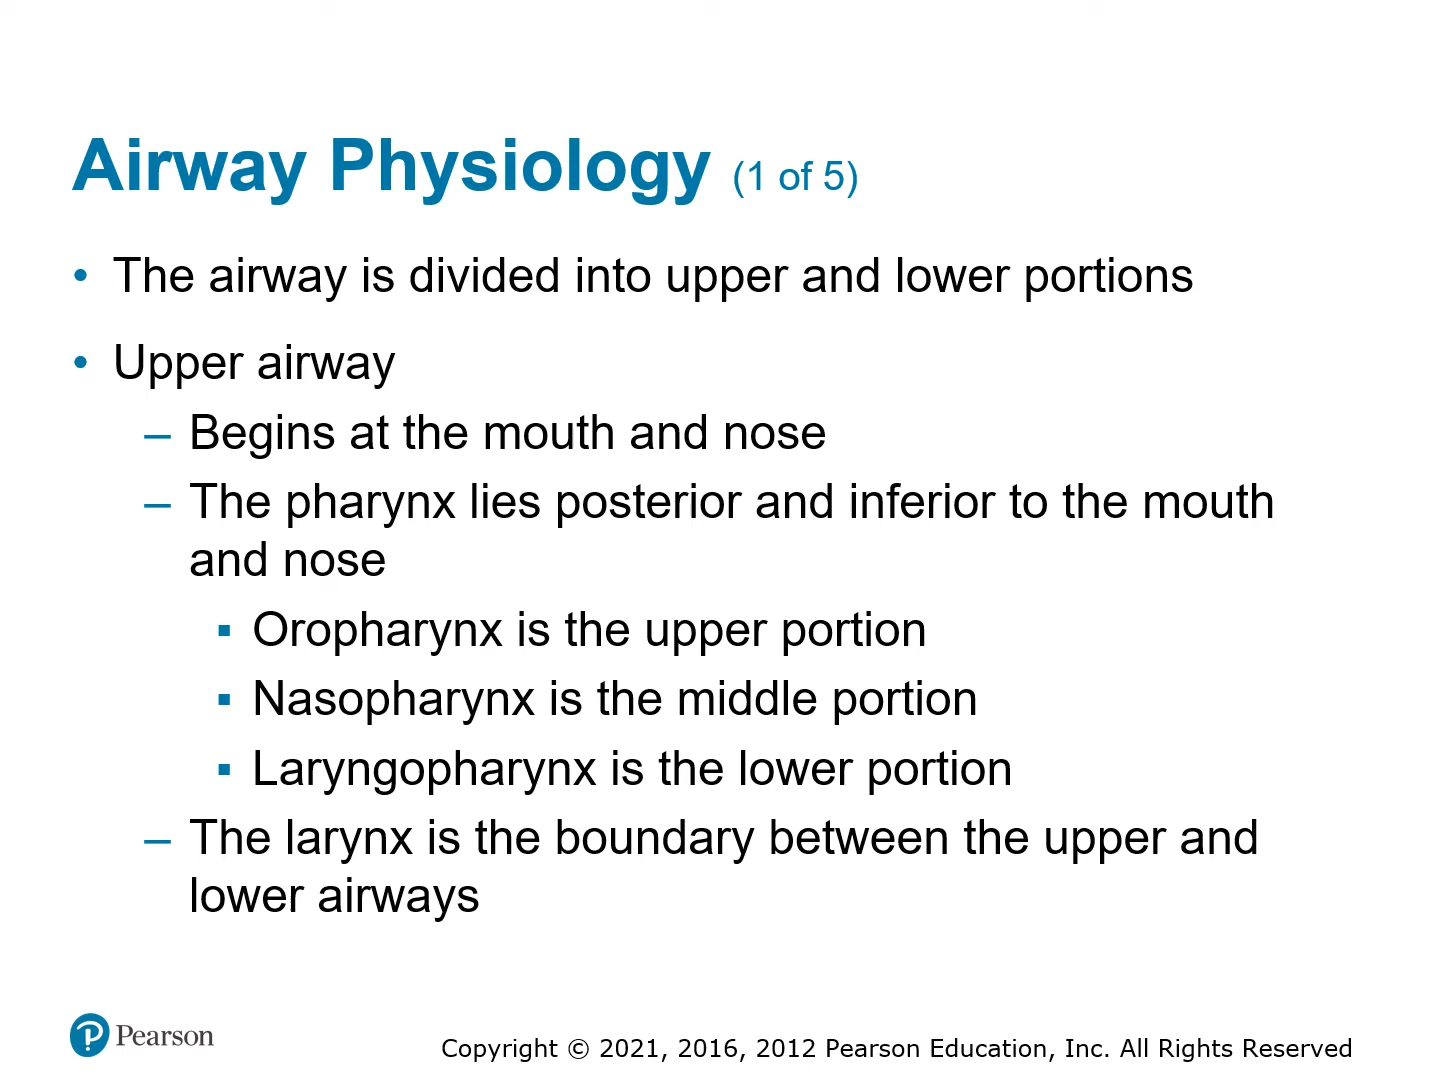 Airway Physiology (1 of 5)
• The airway is divided into upper and lower portions
• Upper airway
– Begins at the mouth and nose
– The pharynx lies posterior and inferior to the mouth
and nose
▪ Oropharynx is the upper portion
▪ Nasopharynx is the middle portion
▪ Laryngopharynx is the lower portion
– The larynx is the boundary between the upper and
lower airways
Pearson
Copyright © 2021, 2016, 2012 Pearson Education, Inc. All Rights Reserved